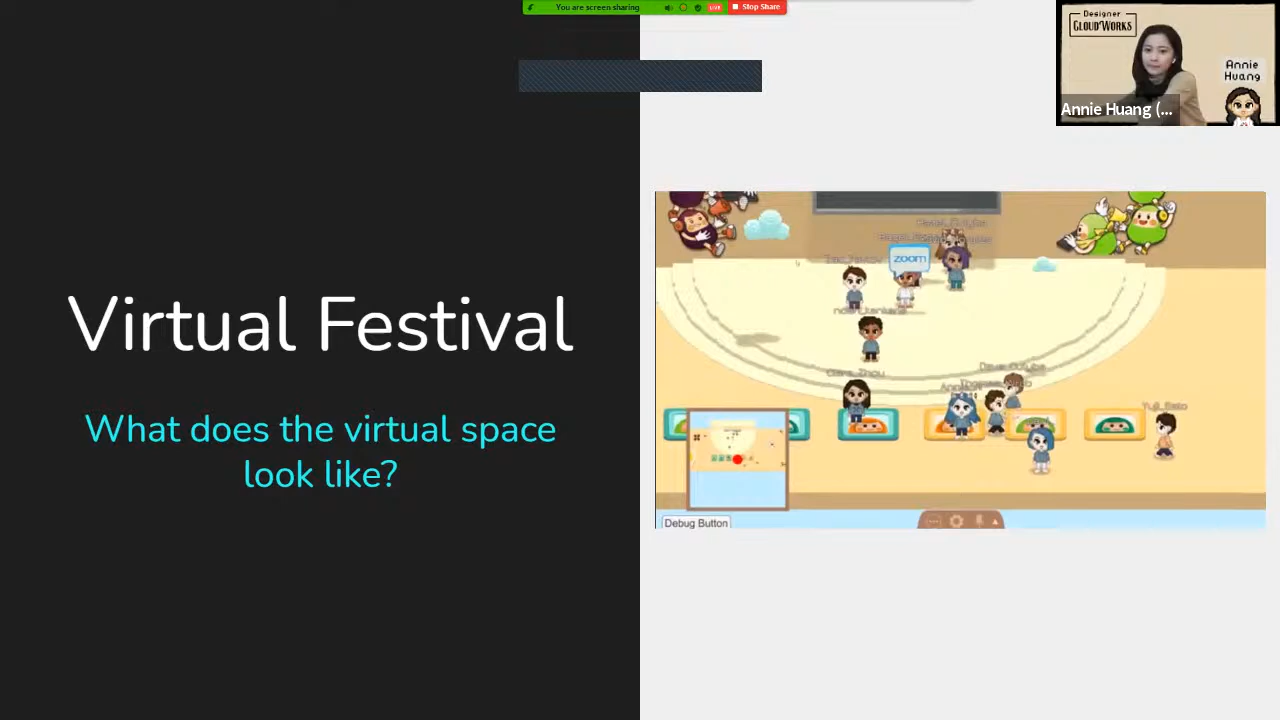 You are screen sharing
LIVE
Stop Share
Designer
CLOUD'WORKS
Annie
Huang
Annie Huang (...
Virtual Festival
What does the virtual space
look like?
zoom
Debug Button